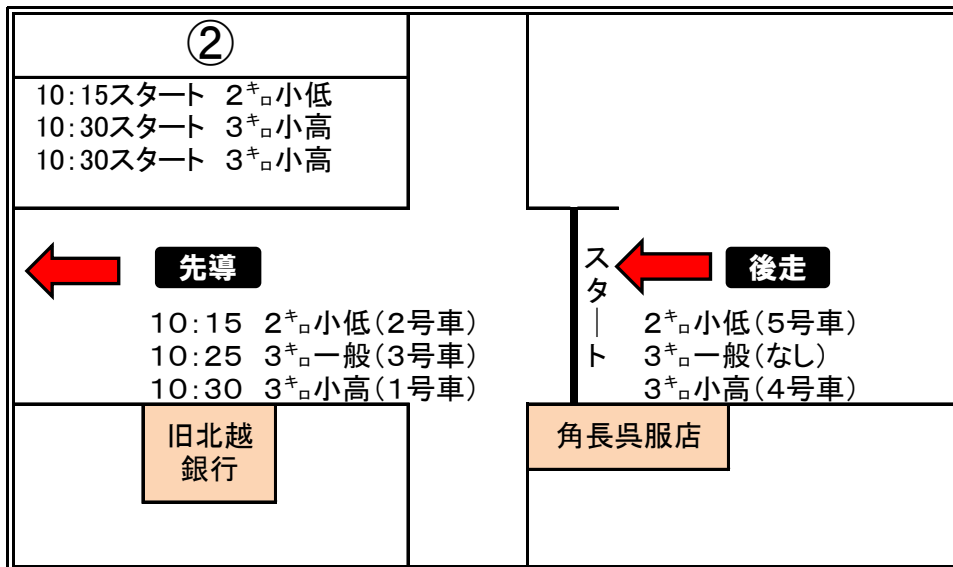 ②
10:15スタート 2㌔小低
10:30スタート 3㌔小高
10:30スタート 3㌔小高
先導
10:15 2㌔小低(2号車)
10:25 3㌔一般(3号車)
10:30 3㌔小高(1号車)
スタート
後走
2㌔小低(5号車)
3㌔一般(なし)
3㌔小高(4号車)
旧北越
銀行
角長呉服店